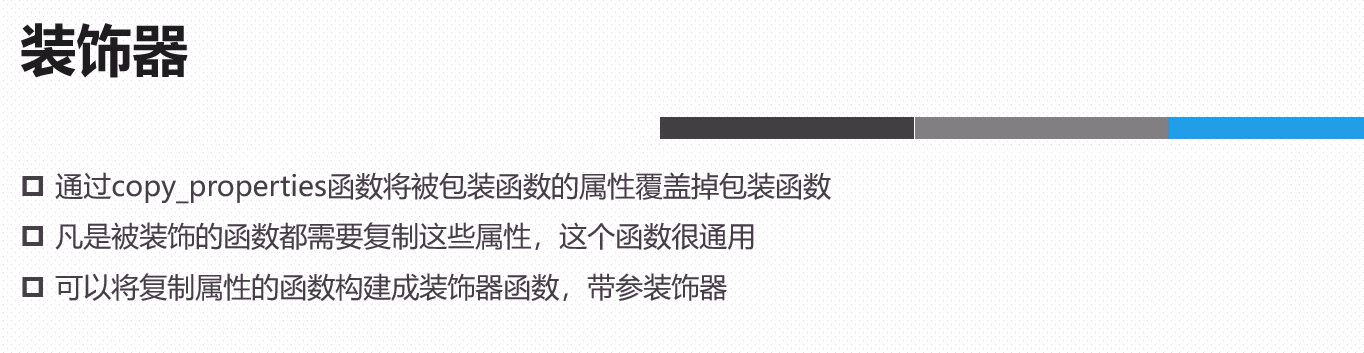 装饰器
通过copy_properties函数将被包装函数的属性覆盖掉包装函数
凡是被装饰的函数都需要复制这些属性，这个函数很通用
可以将复制属性的函数构建成装饰器函数，带参装饰器